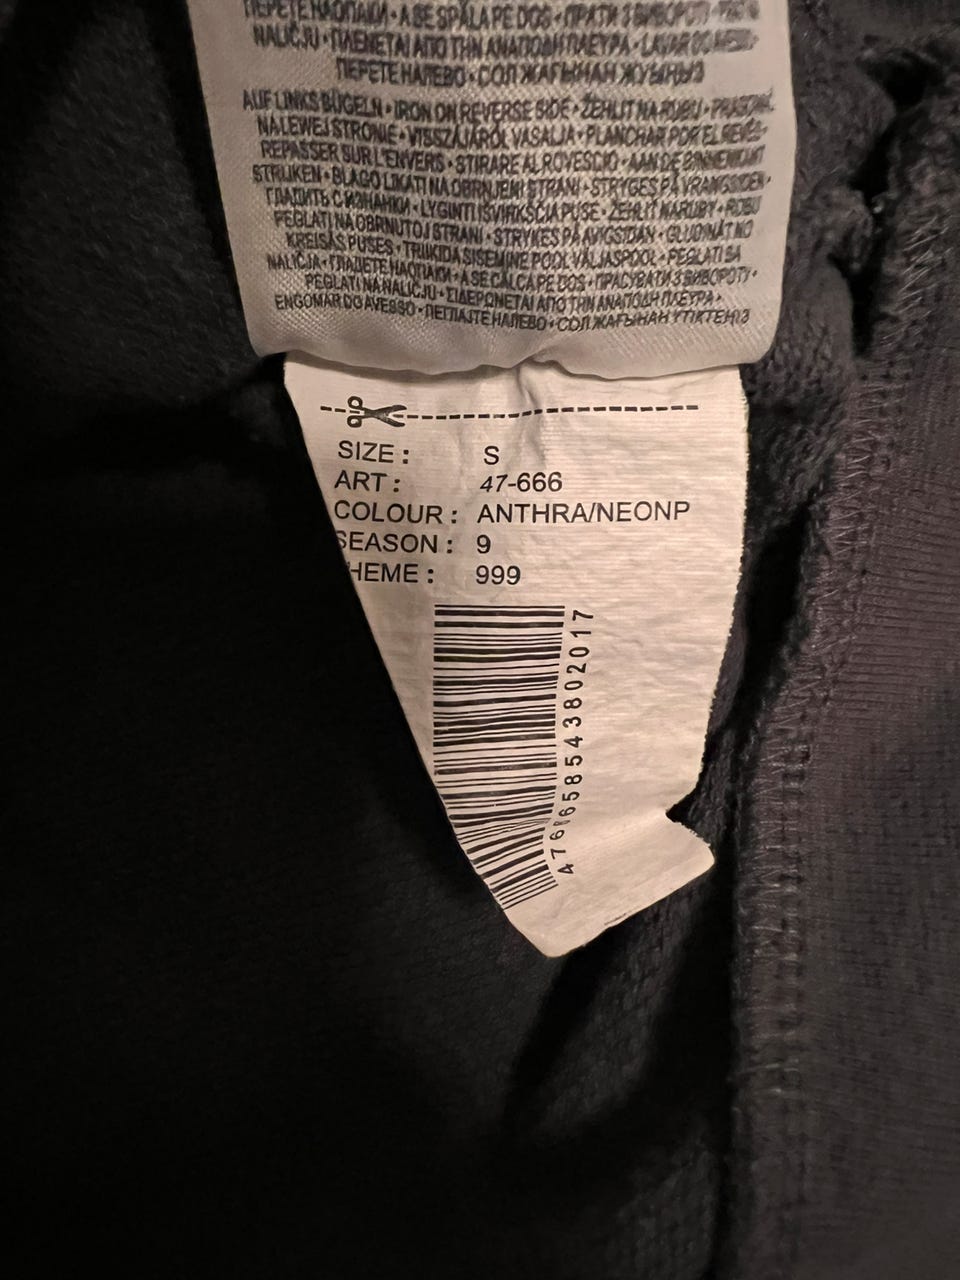 ПЕРЕТЕ НАОПАКИ • A SE SPĂLA PE DOS • ПРАТИ З ВИВОРОТУ •
NALIČJU • ΠΛΕΝΕΤΑΙ ΑΠΟ ΤΗΝ ΑΝΑΠΟΔΗ ΠΛΕΥΡΑ • LAVAR DO AVESSO •
ПЕРЕТЕ НАЛЕВО • СОЛ ЖАҒЫНАН ЖУЫҢЫЗ
AUF LINKS BÜGELN • IRON ON REVERSE SIDE • ŽEHLIT NA RUBU • PRASOWAĆ
NA LEWEJ STRONIE • VISSZÁJÁRÓL VASALJA • PLANCHAR POR EL REVÉS •
REPASSER SUR L'ENVERS • STIRARE AL ROVESCIO • AAN DE BINNENKANT
STRIJKEN • BLAGO LIKATI NA OBRNJENI STRANI • STRYGES PÅ VRANGSIDEN •
ГЛАДИТЬ С ИЗНАНКИ • LYGINTI IŠVIRKŠČIA PUSE • ŽEHLIŤ NARUBY • ROBU
PEGLATI NA OBRNUTOJ STRANI • STRYKES PÅ AVIGSIDAN • GLUDINĀT NO
KREISĀS PUSES • TRIIKIDA SISEMINE POOL VÄLJASPOOL • PEGLATI SA
NALIČJA • ГЛАДЕТЕ НАОПАКИ • A SE CĂLCA PE DOS • ПРАСУВАТИ З ВИВОРОТУ •
PEGLATI NA NALIČJU • ΣΙΔΕΡΩΝΕΤΑΙ ΑΠΟ ΤΗΝ ΑΝΑΠΟΔΗ ΠΛΕΥΡΑ •
ENGOMAR DO AVESSO • ПЕГЛАЈТЕ НАЛЕВО • СОЛ ЖАҒЫНАН ҮТІКТЕҢІЗ
SIZE : S
ART : 47-666
COLOUR : ANTHRA/NEONP
SEASON : 9
HEME : 999
476 658543802017